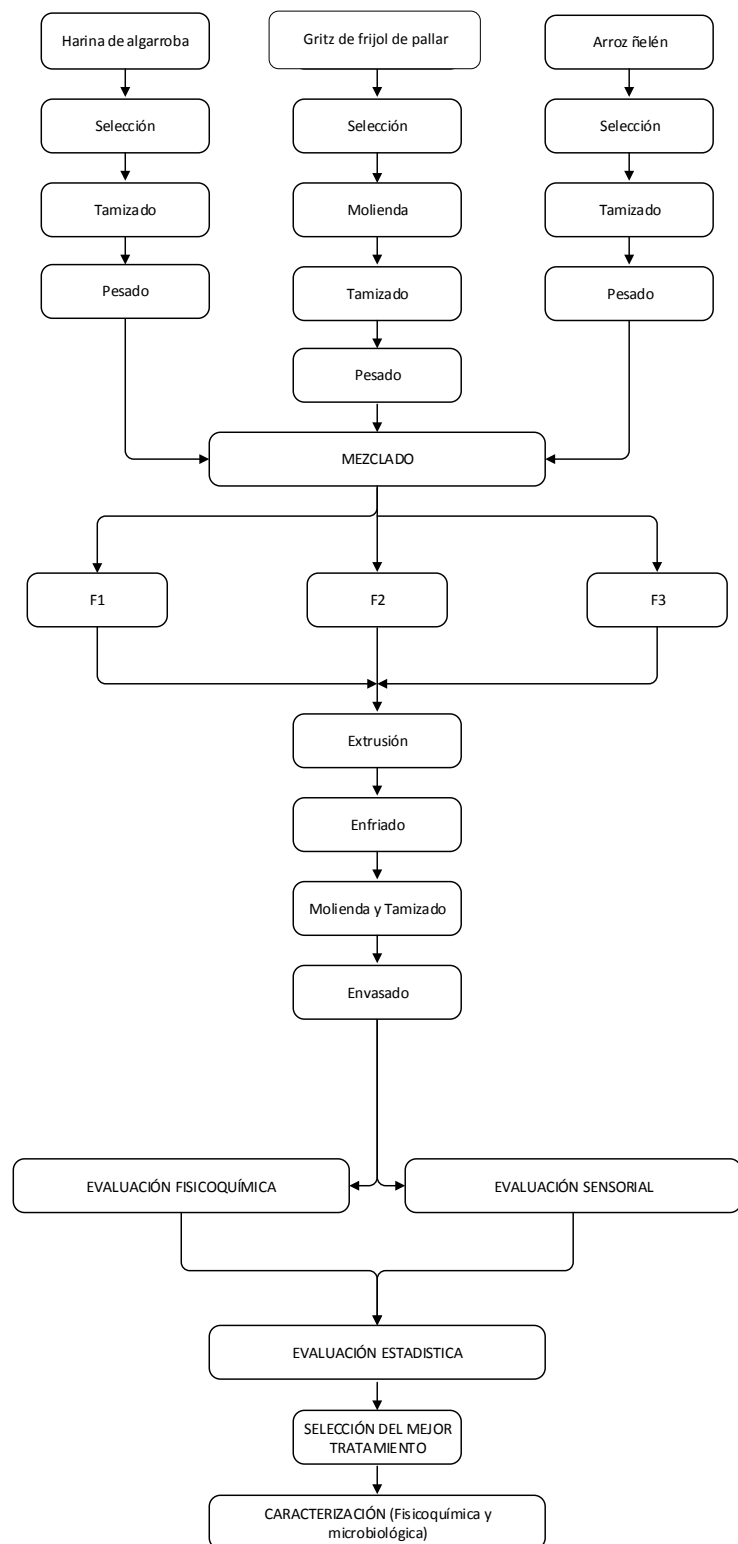 Harina de algarroba
Gritz de frijol de pallar
Arroz ñelén
Selección
Selección
Selección
Tamizado
Molienda
Tamizado
Pesado
Tamizado
Pesado
Pesado
MEZCLADO
F1
F2
F3
Extrusión
Enfriado
Molienda y Tamizado
Envasado
EVALUACIÓN FISICOQUÍMICA
EVALUACIÓN SENSORIAL
EVALUACIÓN ESTADISTICA
SELECCIÓN DEL MEJOR
TRATAMIENTO
CARACTERIZACIÓN (Fisicoquímica y
microbiológica)